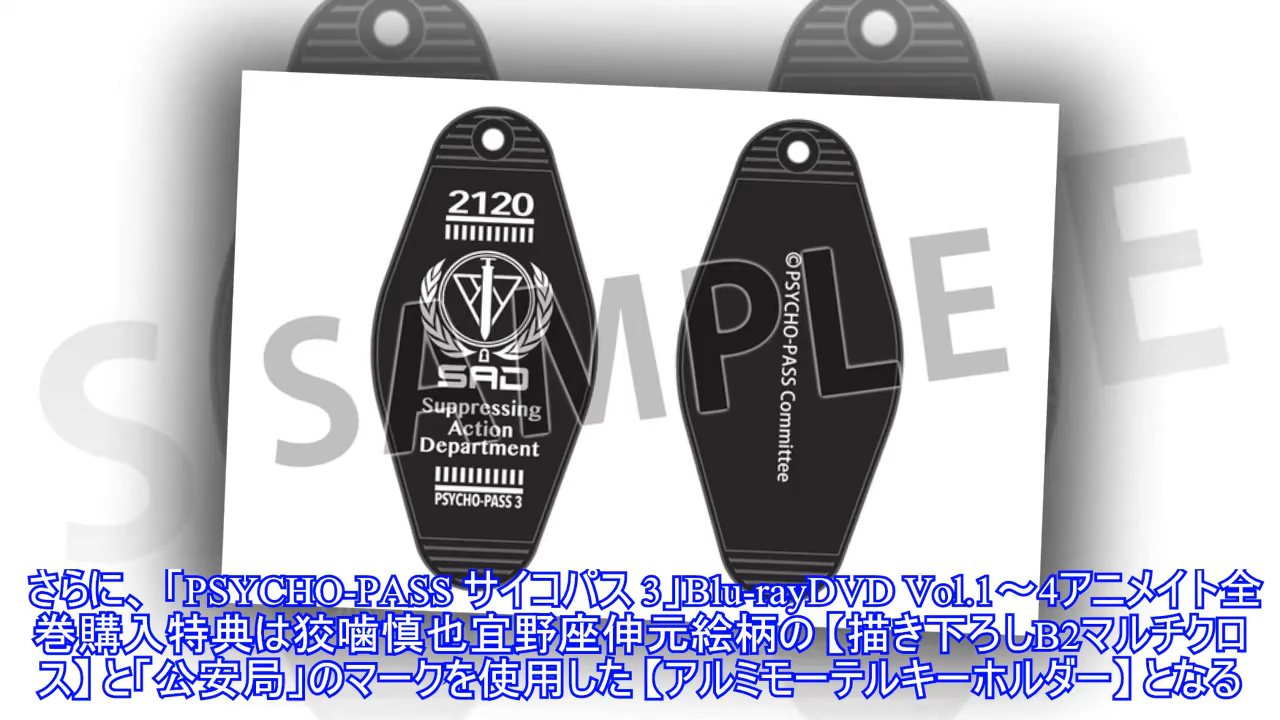 2120
SAD
Suppressing
Action
Department
PSYCHO-PASS 3
©PSYCHO-PASS Committee
SAMPLE
さらに、「PSYCHO-PASS サイコパス 3」Blu-rayDVD Vol.1～4アニメイト全
巻購入特典は狡噛慎也宜野座伸元絵柄の【描き下ろしB2マルチクロ
ス】と「公安局」のマークを使用した【アルミモーテルキーホルダー】となる